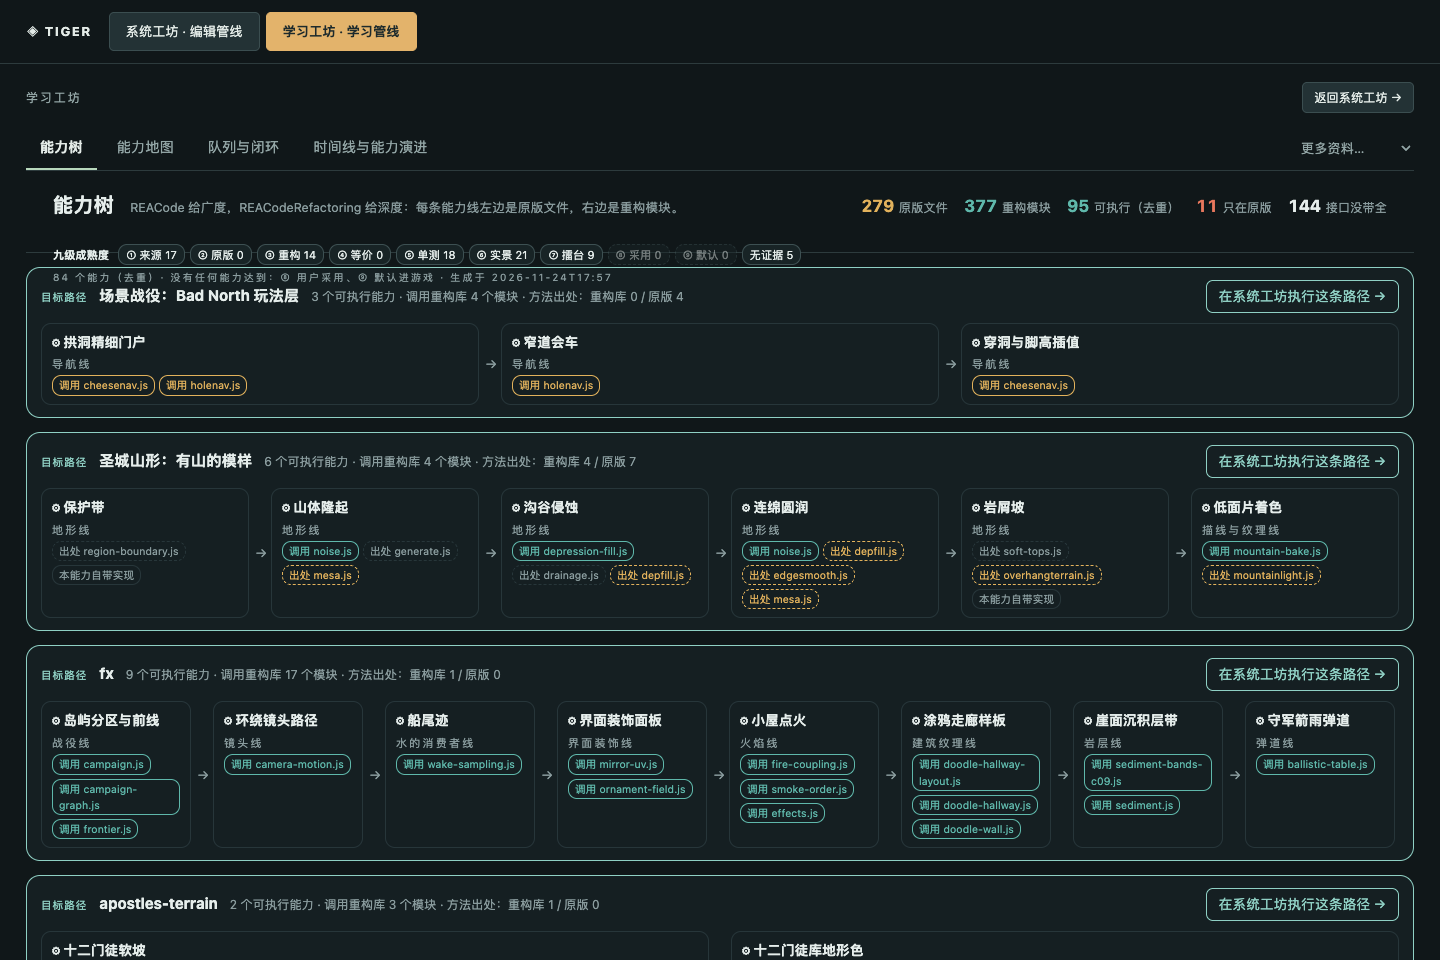 ◈ TIGER 系统工坊 · 编辑管线 学习工坊 · 学习管线
学习工坊 返回系统工坊 →
能力树 能力地图 队列与闭环 时间线与能力演进 更多资料...
能力树 REACode 给广度，REACodeRefactoring 给深度：每条能力线左边是原版文件，右边是重构模块。 279 原版文件 377 重构模块 95 可执行（去重） 11 只在原版 144 接口没带全
九级成熟度 ① 来源 17 ② 原版 0 ③ 重构 14 ④ 等价 0 ⑤ 单测 18 ⑥ 实景 21 ⑦ 擂台 9 ⑧ 采用 0 ⑨ 默认 0 无证据 5
84 个能力（去重）· 没有任何能力达到：⑧ 用户采用、⑨ 默认进游戏 · 生成于 2026-11-24T17:57
目标路径 场景战役：Bad North 玩法层 3 个可执行能力 · 调用重构库 4 个模块 · 方法出处：重构库 0 / 原版 4 在系统工坊执行这条路径 →
拱洞精细门户 → 窄道会车 → 穿洞与脚高插值
导航线 导航线 导航线
调用 cheesenav.js 调用 holenav.js 调用 holenav.js 调用 cheesenav.js
目标路径 圣城山形：有山的模样 6 个可执行能力 · 调用重构库 4 个模块 · 方法出处：重构库 4 / 原版 7 在系统工坊执行这条路径 →
保护带 → 山体隆起 → 沟谷侵蚀 → 连绵圆润 → 岩屑坡 → 低面片着色
地形线 地形线 地形线 地形线 地形线 描线与纹理线
出处 region-boundary.js 调用 noise.js 出处 generate.js 调用 depression-fill.js 调用 noise.js 出处 depfill.js 出处 soft-tops.js 调用 mountain-bake.js
本能力自带实现 出处 mesa.js 出处 drainage.js 出处 depfill.js 出处 edgesmooth.js 出处 overhangterrain.js 出处 mountainlight.js
出处 mesa.js 本能力自带实现
目标路径 fx 9 个可执行能力 · 调用重构库 17 个模块 · 方法出处：重构库 1 / 原版 0 在系统工坊执行这条路径 →
岛屿分区与前线 → 环绕镜头路径 → 船尾迹 → 界面装饰面板 → 小屋点火 → 涂鸦走廊样板 → 崖面沉积层带 → 守军箭雨弹道
战役线 镜头线 水的消费者线 界面装饰线 火焰线 建筑纹理线 岩层线 弹道线
调用 campaign.js 调用 camera-motion.js 调用 wake-sampling.js 调用 mirror-uv.js 调用 fire-coupling.js 调用 doodle-hallway-layout.js 调用 sediment-bands-c09.js 调用 ballistic-table.js
调用 campaign-graph.js 调用 ornament-field.js 调用 smoke-order.js 调用 doodle-hallway.js 调用 sediment.js
调用 frontier.js 调用 effects.js 调用 doodle-wall.js
目标路径 apostles-terrain 2 个可执行能力 · 调用重构库 3 个模块 · 方法出处：重构库 1 / 原版 0 在系统工坊执行这条路径 →
十二门徒软坡 十二门徒库地形色